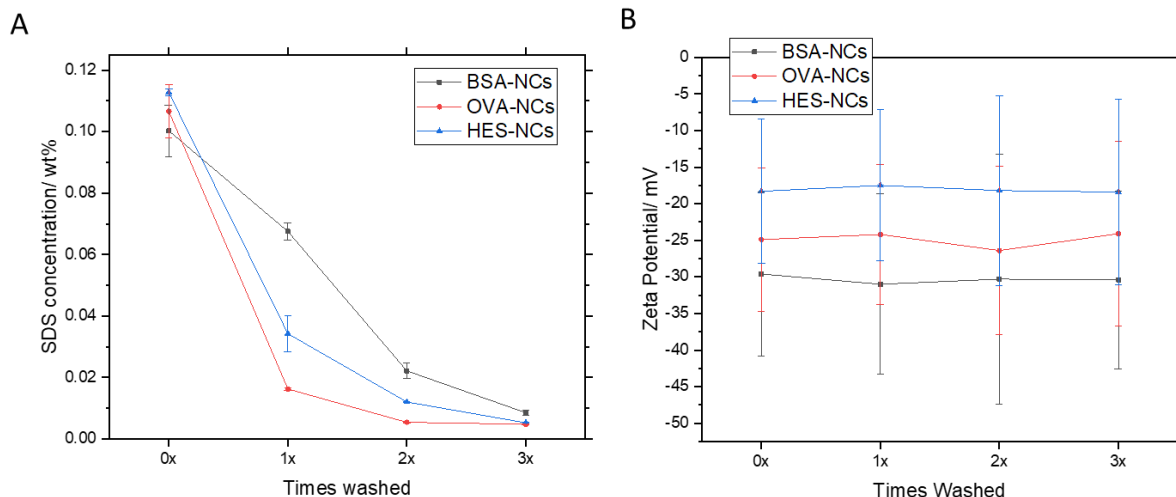 A
BSA-NCs
OVA-NCs
HES-NCs
0.12
0.10
0.08
0.06
0.04
0.02
0.00
SDS concentration/ wt%
0x
1x
2x
3x
Times washed
B
BSA-NCs
OVA-NCs
HES-NCs
0
-5
-10
-15
-20
-25
-30
-35
-40
-45
-50
Zeta Potential/ mV
0x
1x
2x
3x
Times Washed